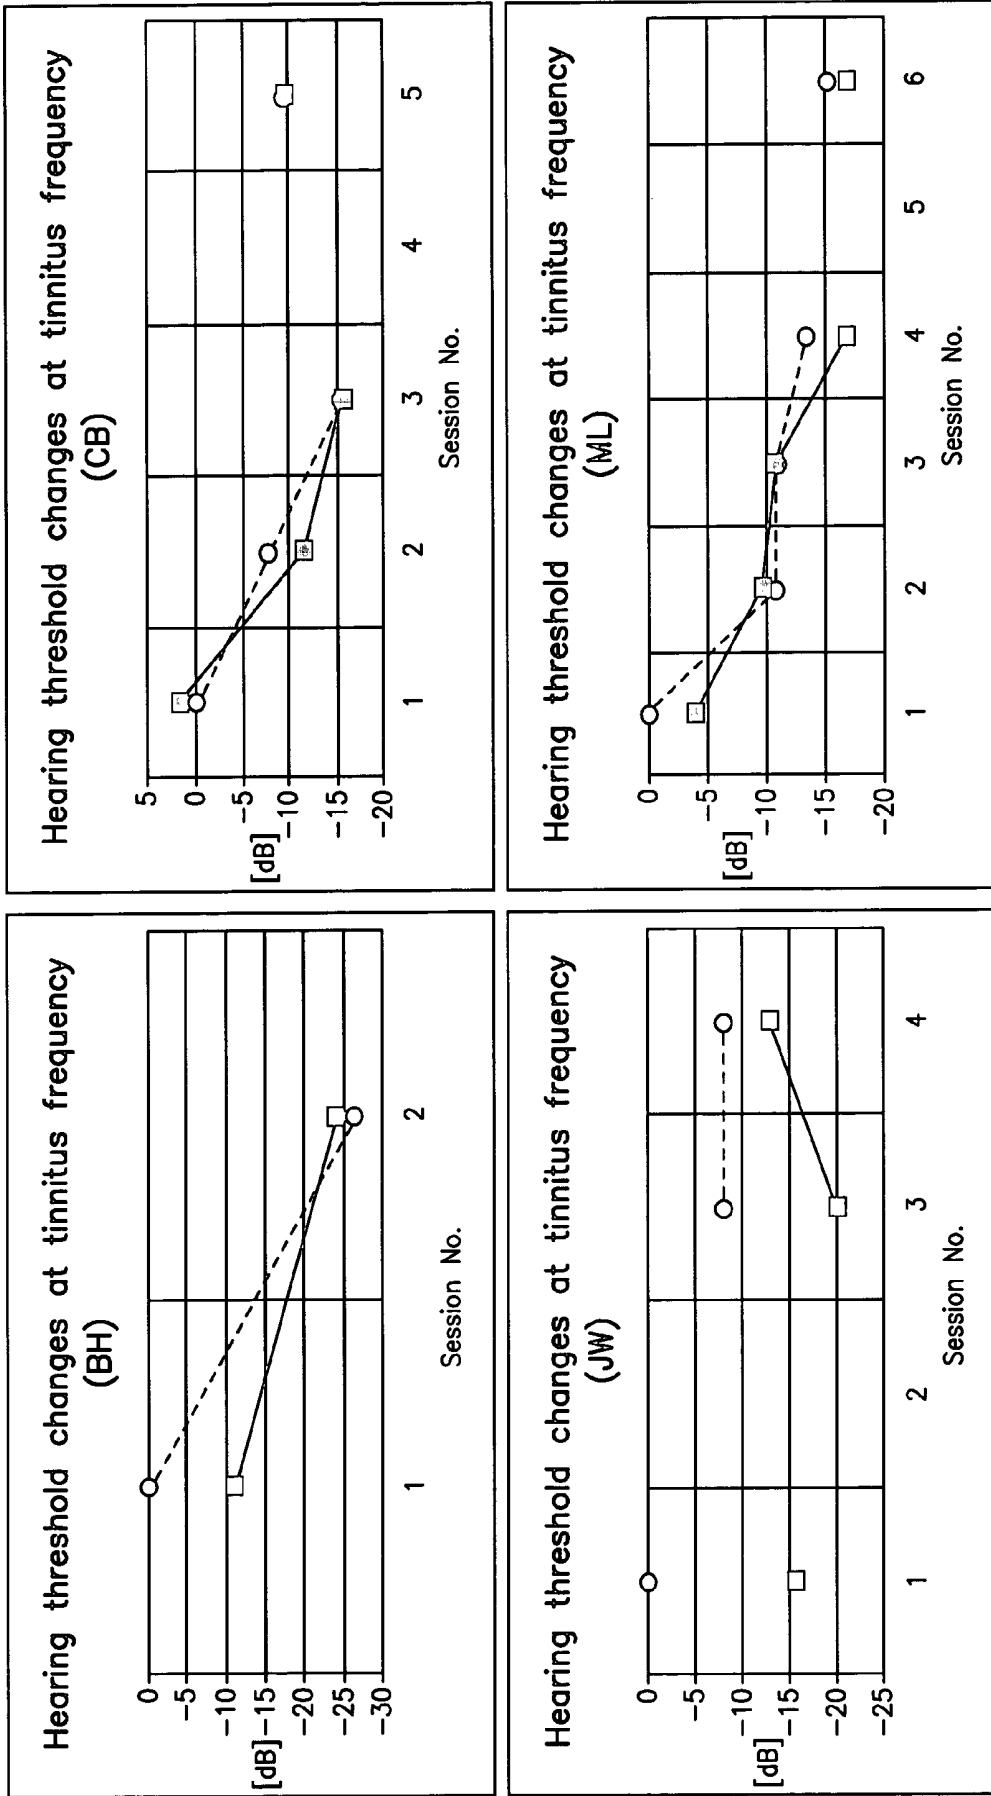 Hearing threshold changes at tinnitus frequency
(BH)
0
-5
-10
[dB]
-15
-20
-25
-30
1
2
Session No.
Hearing threshold changes at tinnitus frequency
(CB)
5
0
-5
[dB]
-10
-15
-20
1
2
3
4
5
Session No.
Hearing threshold changes at tinnitus frequency
(JW)
0
-5
-10
[dB]
-15
-20
-25
1
2
3
4
Session No.
Hearing threshold changes at tinnitus frequency
(ML)
0
-5
[dB]
-10
-15
-20
1
2
3
4
5
6
Session No.